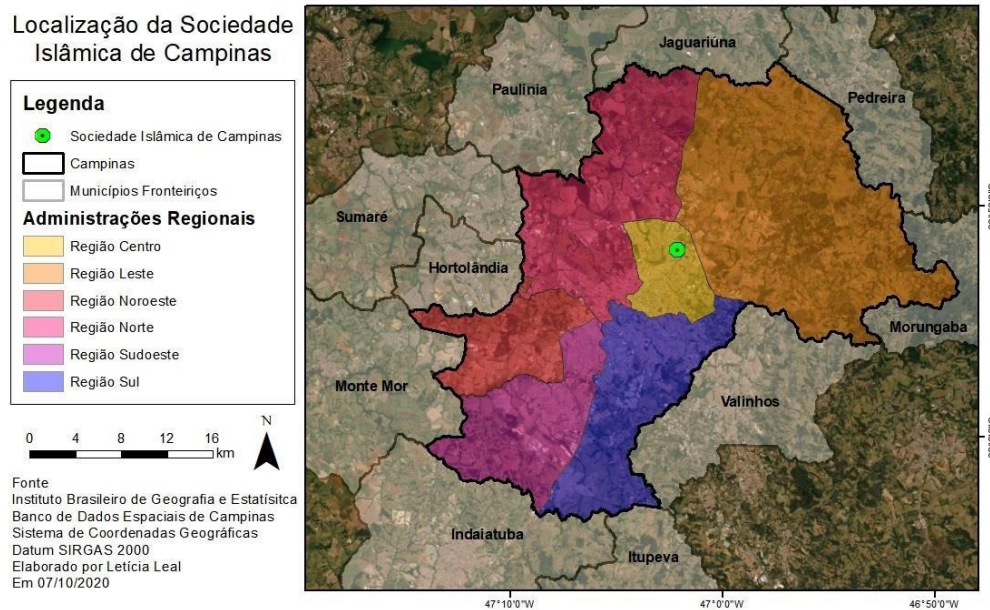 Localização da Sociedade
Islâmica de Campinas
Legenda
Sociedade Islâmica de Campinas
Campinas
Municípios Fronteiriços
Administrações Regionais
Região Centro
Região Leste
Região Noroeste
Região Norte
Região Sudoeste
Região Sul
0 4 8 12 16
km
N
Fonte
Instituto Brasileiro de Geografia e Estatísitca
Banco de Dados Espaciais de Campinas
Sistema de Coordenadas Geográficas
Datum SIRGAS 2000
Elaborado por Letícia Leal
Em 07/10/2020
Jaguariúna
Paulínia
Pedreira
Sumaré
Hortolândia
Morungaba
Monte Mor
Valinhos
Indaiatuba
Itupeva
47°10'0"W
47°0'0"W
46°50'0"W